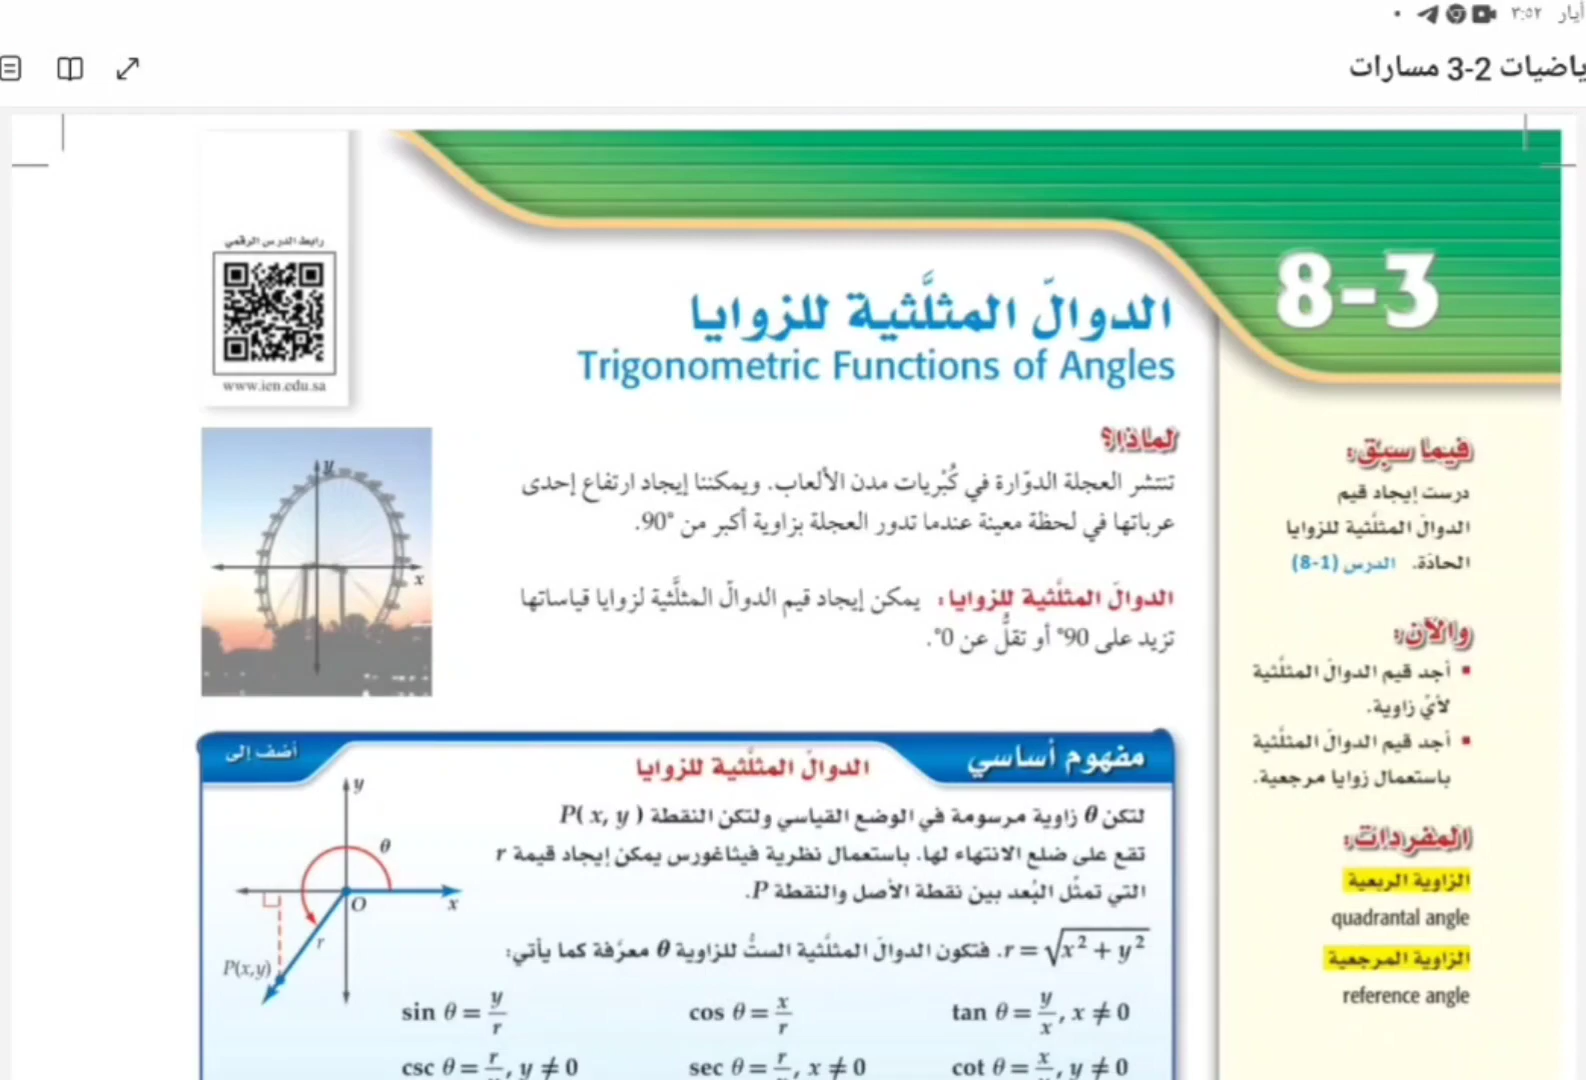 أيار ٣:٥٢
ياضيات 2-3 مسارات
رابط الدرس الرقمي
www.ien.edu.sa
8-3
الدوالّ المثلَّثية للزوايا
Trigonometric Functions of Angles
لماذا؟
تنتشر العجلة الدوّارة في كُبْريات مدن الألعاب. ويمكننا إيجاد ارتفاع إحدى
عرباتها في لحظة معينة عندما تدور العجلة بزاوية أكبر من °90.
الدوالّ المثلَّثية للزوايا: يمكن إيجاد قيم الدوالّ المثلَّثية لزوايا قياساتها
تزيد على °90 أو تقلُّ عن °0.
y
x
فيما سبق:
درست إيجاد قيم
الدوالّ المثلَّثية للزوايا
الحادّة. الدرس (1-8)
والآن:
▪ أجد قيم الدوالّ المثلَّثية
لأيّ زاوية.
▪ أجد قيم الدوالّ المثلَّثية
باستعمال زوايا مرجعية.
المفردات:
الزاوية الربعية
quadrantal angle
الزاوية المرجعية
reference angle
مفهوم أساسي
الدوالّ المثلَّثية للزوايا
أضف إلى
لتكن θ زاوية مرسومة في الوضع القياسي ولتكن النقطة P(x, y)
تقع على ضلع الانتهاء لها. باستعمال نظرية فيثاغورس يمكن إيجاد قيمة r
التي تمثّل البُعد بين نقطة الأصل والنقطة P.
r = √x² + y². فتكون الدوالّ المثلَّثية الستُّ للزاوية θ معرَّفة كما يأتي:
y
θ
O
x
r
P(x,y)
sin θ = y/r cos θ = x/r tan θ = y/x, x ≠ 0
csc θ = r/y, y ≠ 0 sec θ = r/x, x ≠ 0 cot θ = x/y, y ≠ 0